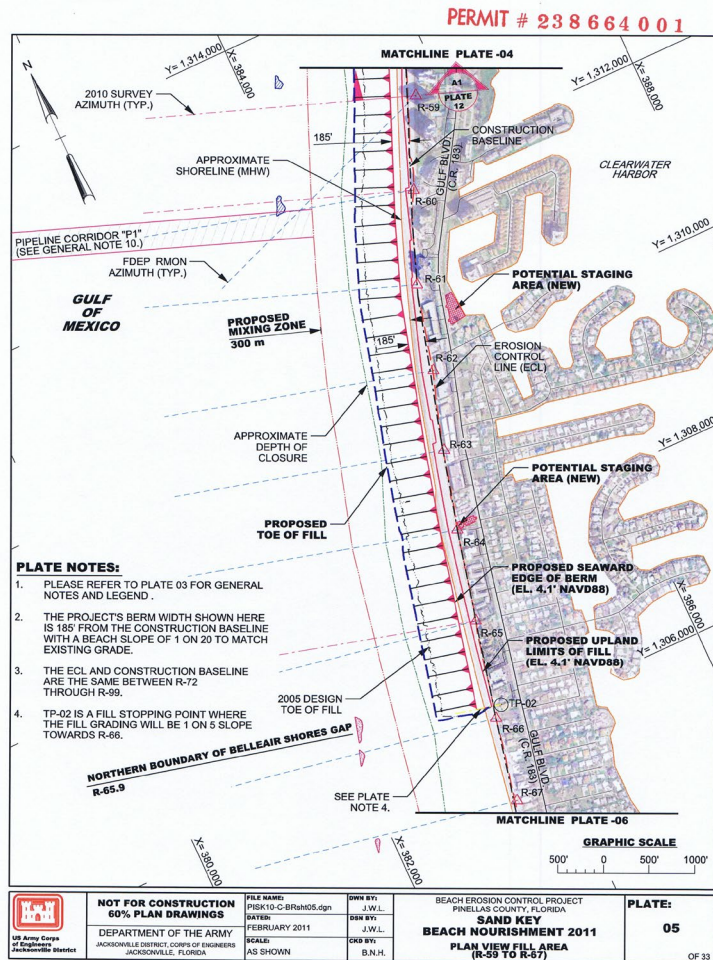 PERMIT # 238664001
MATCHLINE PLATE -04
Y= 1,314,000
X= 384,000
Y= 1,312,000
X= 388,000
N
2010 SURVEY
AZIMUTH (TYP.)
A1
PLATE
12
R-59
185'
CONSTRUCTION
BASELINE
GULF BLVD.
(C.R. 183)
APPROXIMATE
SHORELINE (MHW)
CLEARWATER
HARBOR
R-60
Y= 1,310,000
PIPELINE CORRIDOR "P1"
(SEE GENERAL NOTE 10.)
FDEP RMON
AZIMUTH (TYP.)
R-61
POTENTIAL STAGING
AREA (NEW)
GULF
OF
MEXICO
PROPOSED
MIXING ZONE
300 m
185'
EROSION
CONTROL
LINE (ECL)
R-62
APPROXIMATE
DEPTH OF
CLOSURE
R-63
Y= 1,308,000
POTENTIAL STAGING
AREA (NEW)
PROPOSED
TOE OF FILL
R-64
PROPOSED SEAWARD
EDGE OF BERM
(EL. 4.1' NAVD88)
X= 386,000
Y= 1,306,000
R-65
PROPOSED UPLAND
LIMITS OF FILL
(EL. 4.1' NAVD88)
PLATE NOTES:
1. PLEASE REFER TO PLATE 03 FOR GENERAL
NOTES AND LEGEND .
2. THE PROJECT'S BERM WIDTH SHOWN HERE
IS 185' FROM THE CONSTRUCTION BASELINE
WITH A BEACH SLOPE OF 1 ON 20 TO MATCH
EXISTING GRADE.
3. THE ECL AND CONSTRUCTION BASELINE
ARE THE SAME BETWEEN R-72
THROUGH R-99.
4. TP-02 IS A FILL STOPPING POINT WHERE
THE FILL GRADING WILL BE 1 ON 5 SLOPE
TOWARDS R-66.
2005 DESIGN
TOE OF FILL
TP-02
R-66
NORTHERN BOUNDARY OF BELLEAIR SHORES GAP
R-65.9
GULF BLVD.
(C.R. 183)
SEE PLATE
NOTE 4.
R-67
MATCHLINE PLATE -06
X= 380,000
X= 382,000
GRAPHIC SCALE
500' 0 500' 1000'
US Army Corps
of Engineers
Jacksonville District
NOT FOR CONSTRUCTION
60% PLAN DRAWINGS
DEPARTMENT OF THE ARMY
JACKSONVILLE DISTRICT, CORPS OF ENGINEERS
JACKSONVILLE, FLORIDA
FILE NAME:
PISK10-C-BRsht05.dgn
DATED:
FEBRUARY 2011
SCALE:
AS SHOWN
DWN BY:
J.W.L.
DSN BY:
J.W.L.
CKD BY:
B.N.H.
BEACH EROSION CONTROL PROJECT
PINELLAS COUNTY, FLORIDA
SAND KEY
BEACH NOURISHMENT 2011
PLAN VIEW FILL AREA
(R-59 TO R-67)
PLATE:
05
OF 33